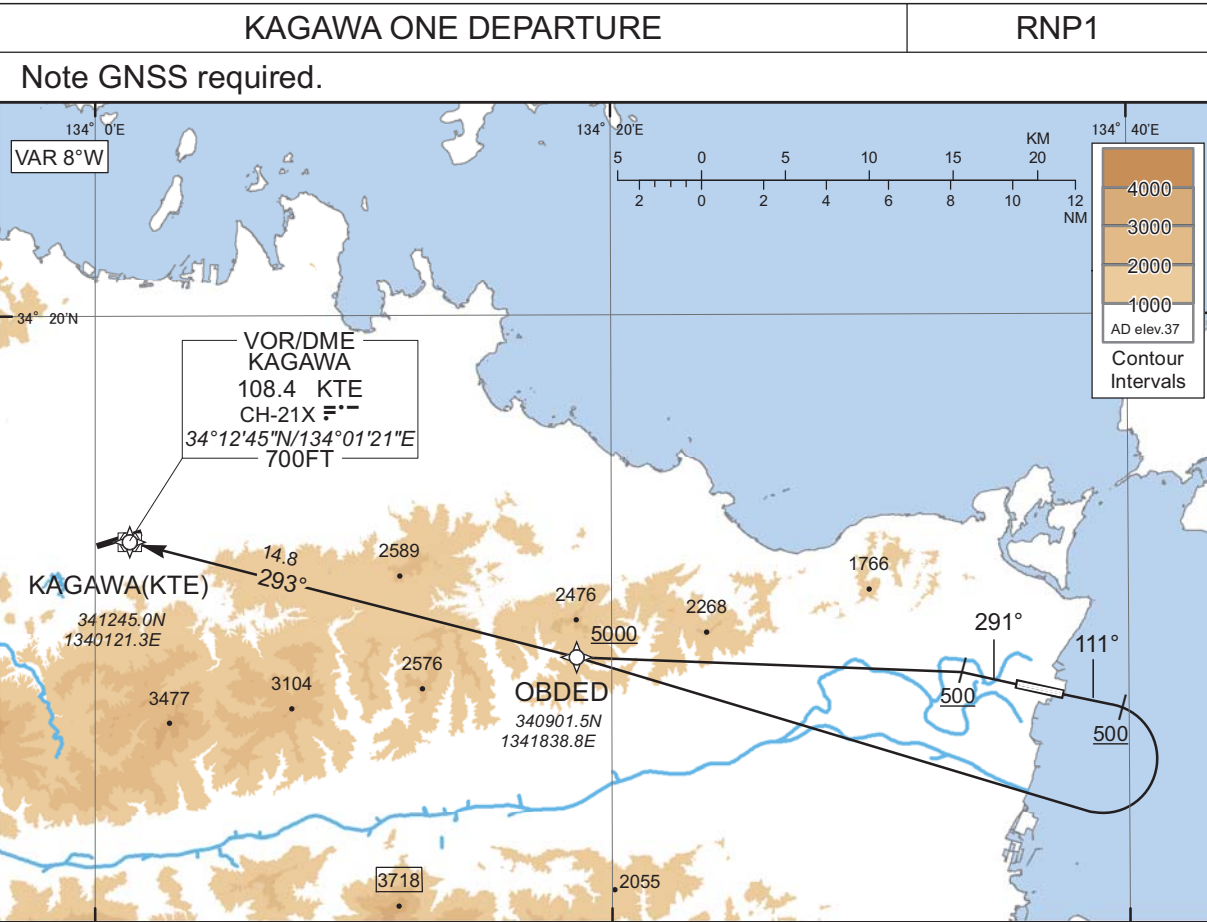 KAGAWA ONE DEPARTURE
RNP1
Note GNSS required.
134° 0'E
134° 20'E
134° 40'E
VAR 8°W
KM
5 0 5 10 15 20
2 0 2 4 6 8 10 12
NM
4000
3000
2000
1000
AD elev.37
Contour
Intervals
34° 20'N
VOR/DME
KAGAWA
108.4 KTE
CH-21X
34°12'45"N/134°01'21"E
700FT
14.8
293°
2589
1766
KAGAWA(KTE)
341245.0N
1340121.3E
2476
2268
5000
291°
111°
2576
OBDED
340901.5N
1341838.8E
3477
3104
500
500
3718
2055